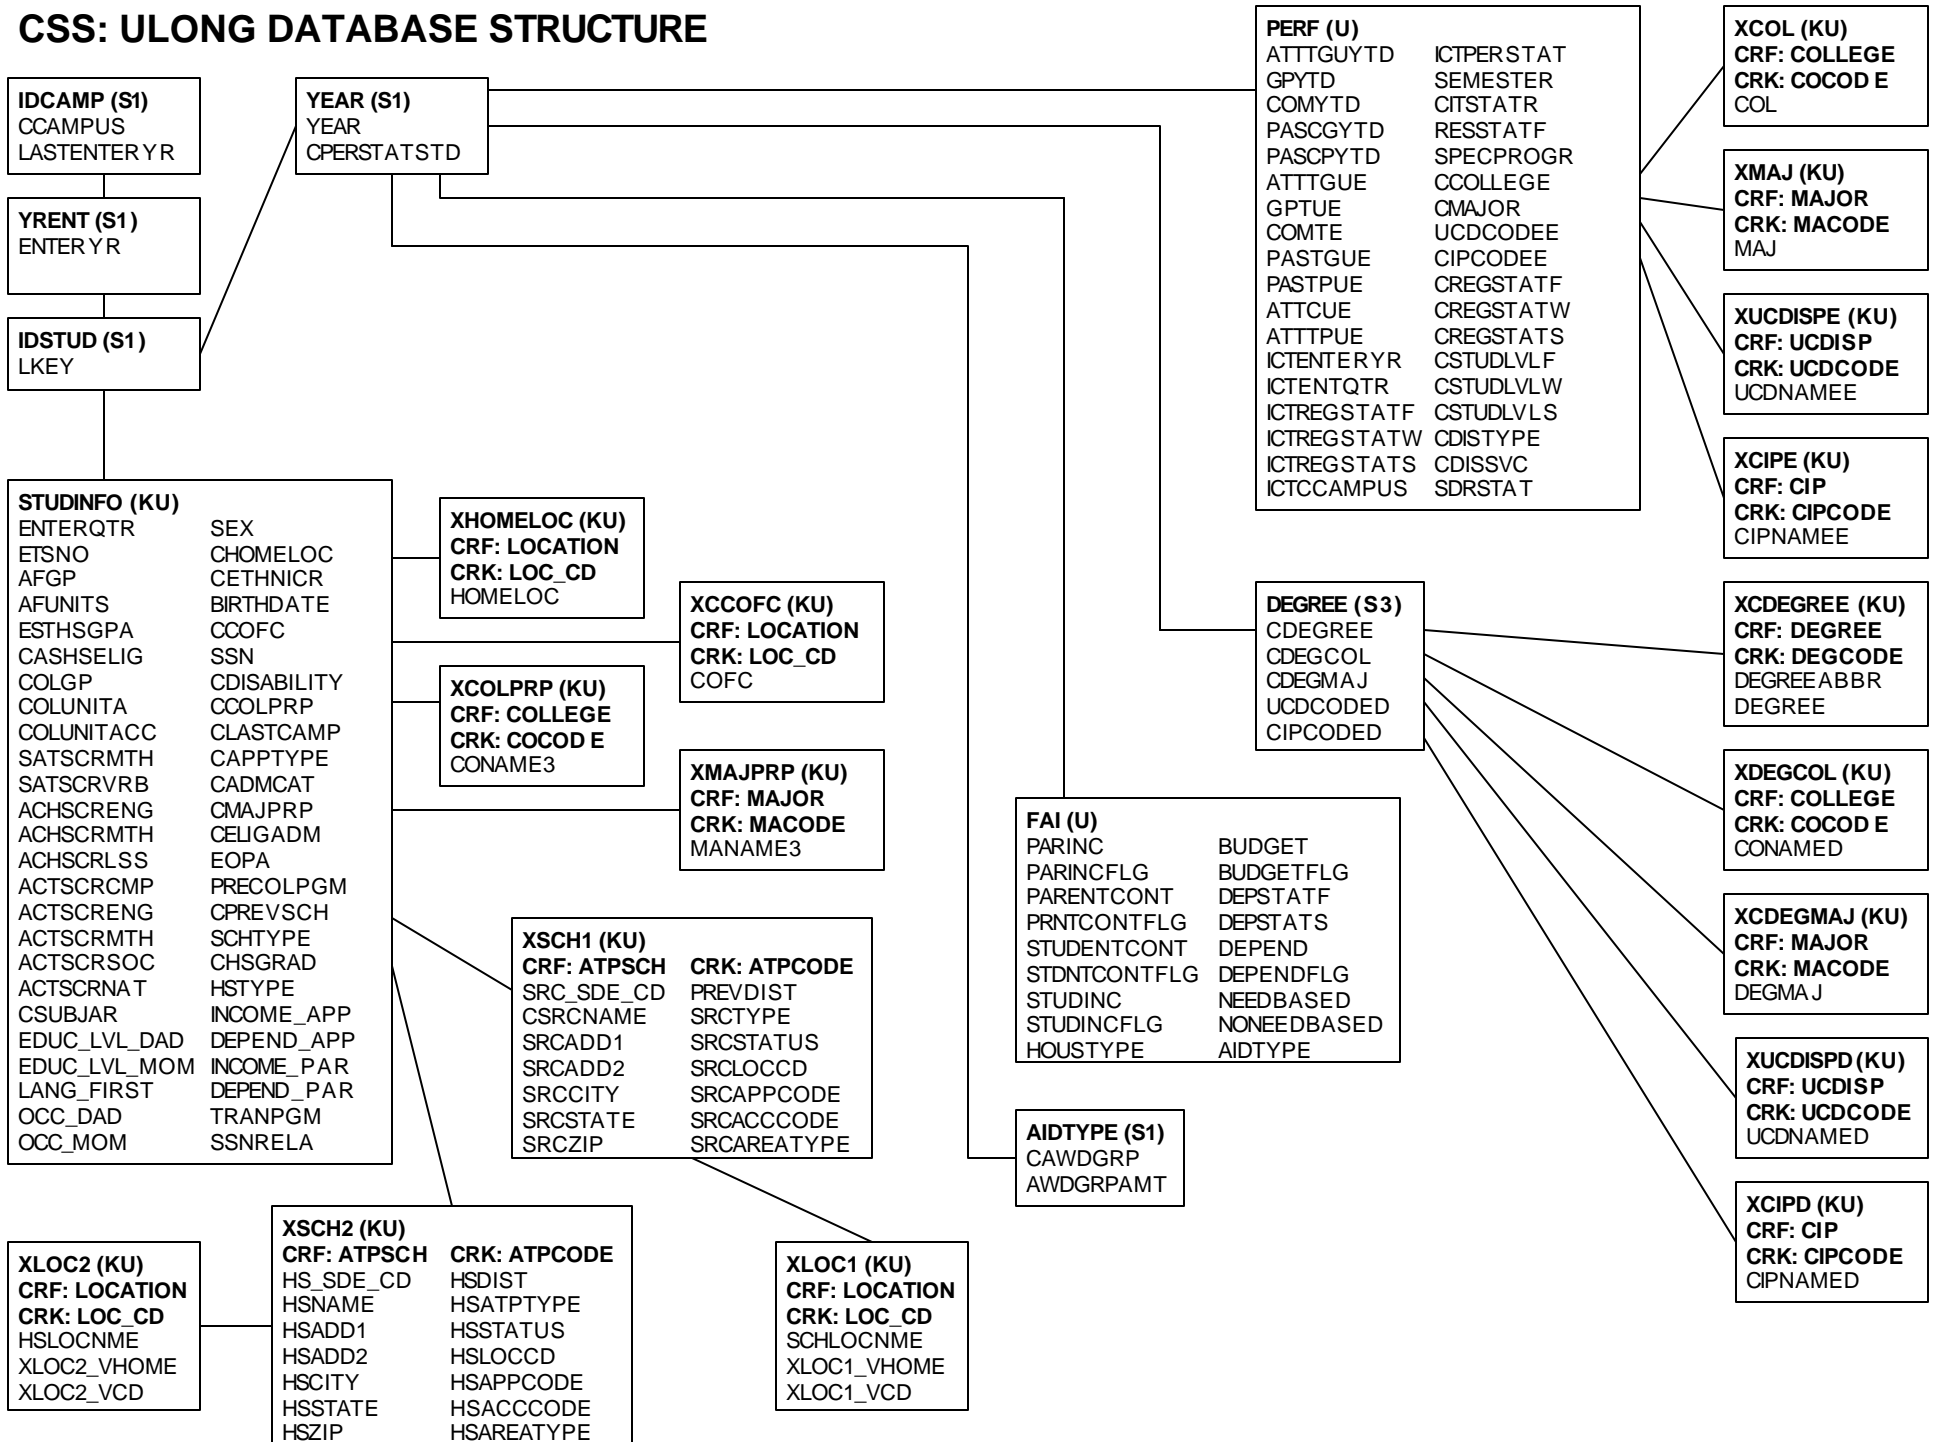 CSS: ULONG DATABASE STRUCTURE
IDCAMP (S1)
CCAMPUS
LASTENTERYR
YRENT (S1)
ENTERYR
IDSTUD (S1)
LKEY
YEAR (S1)
YEAR
CPERSTATSTD
PERF (U)
ATTTGUYTD ICTPERSTAT
GPYTD SEMESTER
COMYTD CITSTATR
PASCGYTD RESSTATF
PASCPYTD SPECPROGR
ATTTGUE CCOLLEGE
GPTUE CMAJOR
COMTE UCDCODEE
PASTGUE CIPCODEE
PASTPUE CREGSTATF
ATTCUE CREGSTATW
ATTTPUE CREGSTATS
ICTENTERYR CSTUDLVLF
ICTENTQTR CSTUDLVLW
ICTREGSTATF CSTUDLVLS
ICTREGSTATW CDISTYPE
ICTREGSTATS CDISSVC
ICTCCAMPUS SDRSTAT
XCOL (KU)
CRF: COLLEGE
CRK: COCODE
COL
XMAJ (KU)
CRF: MAJOR
CRK: MACODE
MAJ
XUCDISPE (KU)
CRF: UCDISP
CRK: UCDCODE
UCDNAMEE
XCIPE (KU)
CRF: CIP
CRK: CIPCODE
CIPNAMEE
STUDINFO (KU)
ENTERQTR SEX
ETSNO CHOMELOC
AFGP CETHNICR
AFUNITS BIRTHDATE
ESTHSGPA CCOFC
CASHSELIG SSN
COLGP CDISABILITY
COLUNITA CCOLPRP
COLUNITACC CLASTCAMP
SATSCRMTH CAPPTYPE
SATSCRVRB CADMCAT
ACHSCRENG CMAJPRP
ACHSCRMTH CELIGADM
ACHSCRLSS EOPA
ACTSCRCMP PRECOLPGM
ACTSCRENG CPREVSCH
ACTSCRMTH SCHTYPE
ACTSCRSOC CHSGRAD
ACTSCRNAT HSTYPE
CSUBJAR INCOME_APP
EDUC_LVL_DAD DEPEND_APP
EDUC_LVL_MOM INCOME_PAR
LANG_FIRST DEPEND_PAR
OCC_DAD TRANPGM
OCC_MOM SSNRELA
XHOMELOC (KU)
CRF: LOCATION
CRK: LOC_CD
HOMELOC
XCCOFC (KU)
CRF: LOCATION
CRK: LOC_CD
COFC
XCOLPRP (KU)
CRF: COLLEGE
CRK: COCODE
CONAME3
XMAJPRP (KU)
CRF: MAJOR
CRK: MACODE
MANAME3
XSCH1 (KU)
CRF: ATPSCH CRK: ATPCODE
SRC_SDE_CD PREVDIST
CSRCNAME SRCTYPE
SRCADD1 SRCSTATUS
SRCADD2 SRCLOCCD
SRCCITY SRCAPPCODE
SRCSTATE SRCACCCODE
SRCZIP SRCAREATYPE
DEGREE (S3)
CDEGREE
CDEGCOL
CDEGMAJ
UCDCODED
CIPCODED
XCDEGREE (KU)
CRF: DEGREE
CRK: DEGCODE
DEGREEABBR
DEGREE
XDEGCOL (KU)
CRF: COLLEGE
CRK: COCODE
CONAMED
XCDEGMAJ (KU)
CRF: MAJOR
CRK: MACODE
DEGMAJ
XUCDISPD (KU)
CRF: UCDISP
CRK: UCDCODE
UCDNAMED
XCIPD (KU)
CRF: CIP
CRK: CIPCODE
CIPNAMED
FAI (U)
PARINC BUDGET
PARINCFLG BUDGETFLG
PARENTCONT DEPSTATF
PRNTCONTFLG DEPSTATS
STUDENTCONT DEPEND
STDNTCONTFLG DEPENDFLG
STUDINC NEEDBASED
STUDINCFLG NONEEDBASED
HOUSTYPE AIDTYPE
AIDTYPE (S1)
CAWDGRP
AWDGRPAMT
XLOC2 (KU)
CRF: LOCATION
CRK: LOC_CD
HSLOCNME
XLOC2_VHOME
XLOC2_VCD
XSCH2 (KU)
CRF: ATPSCH CRK: ATPCODE
HS_SDE_CD HSDIST
HSNAME HSATPTYPE
HSADD1 HSSTATUS
HSADD2 HSLOCCD
HSCITY HSAPPCODE
HSSTATE HSACCCODE
HSZIP HSAREATYPE
XLOC1 (KU)
CRF: LOCATION
CRK: LOC_CD
SCHLOCNME
XLOC1_VHOME
XLOC1_VCD